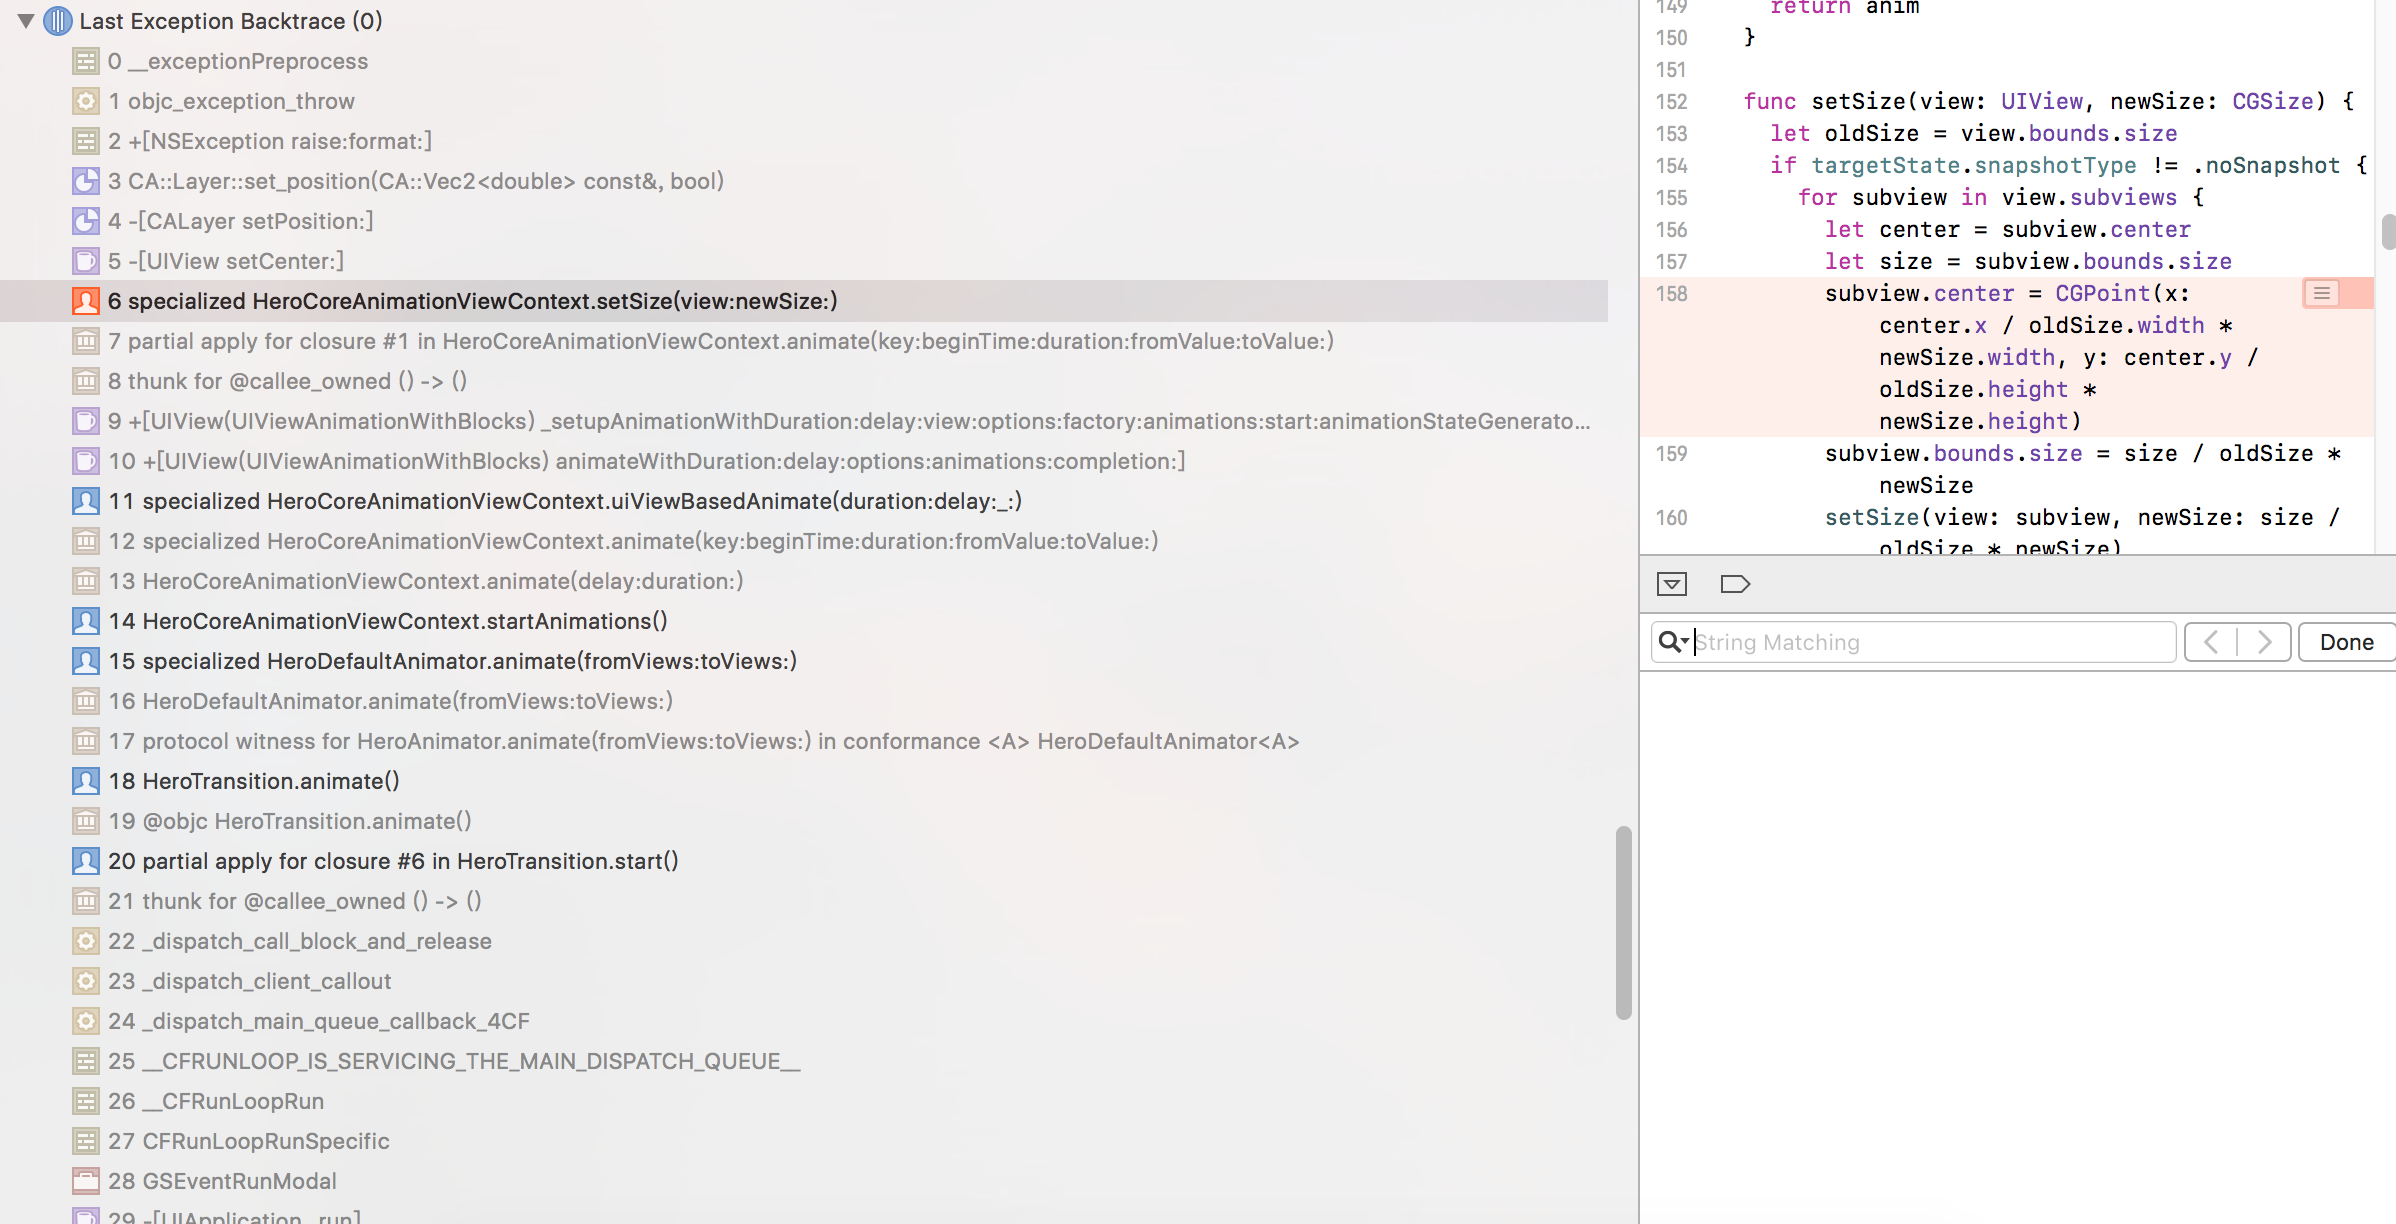 Last Exception Backtrace (0)
0 __exceptionPreprocess
1 objc_exception_throw
2 +[NSException raise:format:]
3 CA::Layer::set_position(CA::Vec2<double> const&, bool)
4 -[CALayer setPosition:]
5 -[UIView setCenter:]
6 specialized HeroCoreAnimationViewContext.setSize(view:newSize:)
7 partial apply for closure #1 in HeroCoreAnimationViewContext.animate(key:beginTime:duration:fromValue:toValue:)
8 thunk for @callee_owned () -> ()
9 +[UIView(UIViewAnimationWithBlocks) _setupAnimationWithDuration:delay:view:options:factory:animations:start:animationStateGenerato...
10 +[UIView(UIViewAnimationWithBlocks) animateWithDuration:delay:options:animations:completion:]
11 specialized HeroCoreAnimationViewContext.uiViewBasedAnimate(duration:delay:_:)
12 specialized HeroCoreAnimationViewContext.animate(key:beginTime:duration:fromValue:toValue:)
13 HeroCoreAnimationViewContext.animate(delay:duration:)
14 HeroCoreAnimationViewContext.startAnimations()
15 specialized HeroDefaultAnimator.animate(fromViews:toViews:)
16 HeroDefaultAnimator.animate(fromViews:toViews:)
17 protocol witness for HeroAnimator.animate(fromViews:toViews:) in conformance <A> HeroDefaultAnimator<A>
18 HeroTransition.animate()
19 @objc HeroTransition.animate()
20 partial apply for closure #6 in HeroTransition.start()
21 thunk for @callee_owned () -> ()
22 _dispatch_call_block_and_release
23 _dispatch_client_callout
24 _dispatch_main_queue_callback_4CF
25 __CFRUNLOOP_IS_SERVICING_THE_MAIN_DISPATCH_QUEUE__
26 __CFRunLoopRun
27 CFRunLoopRunSpecific
28 GSEventRunModal
29 -[UIApplication _run]
149 return anim
150 }
151
152 func setSize(view: UIView, newSize: CGSize) {
153 let oldSize = view.bounds.size
154 if targetState.snapshotType != .noSnapshot {
155 for subview in view.subviews {
156 let center = subview.center
157 let size = subview.bounds.size
158 subview.center = CGPoint(x:
center.x / oldSize.width *
newSize.width, y: center.y /
oldSize.height *
newSize.height)
159 subview.bounds.size = size / oldSize *
newSize
160 setSize(view: subview, newSize: size /
oldSize * newSize)
String Matching
Done